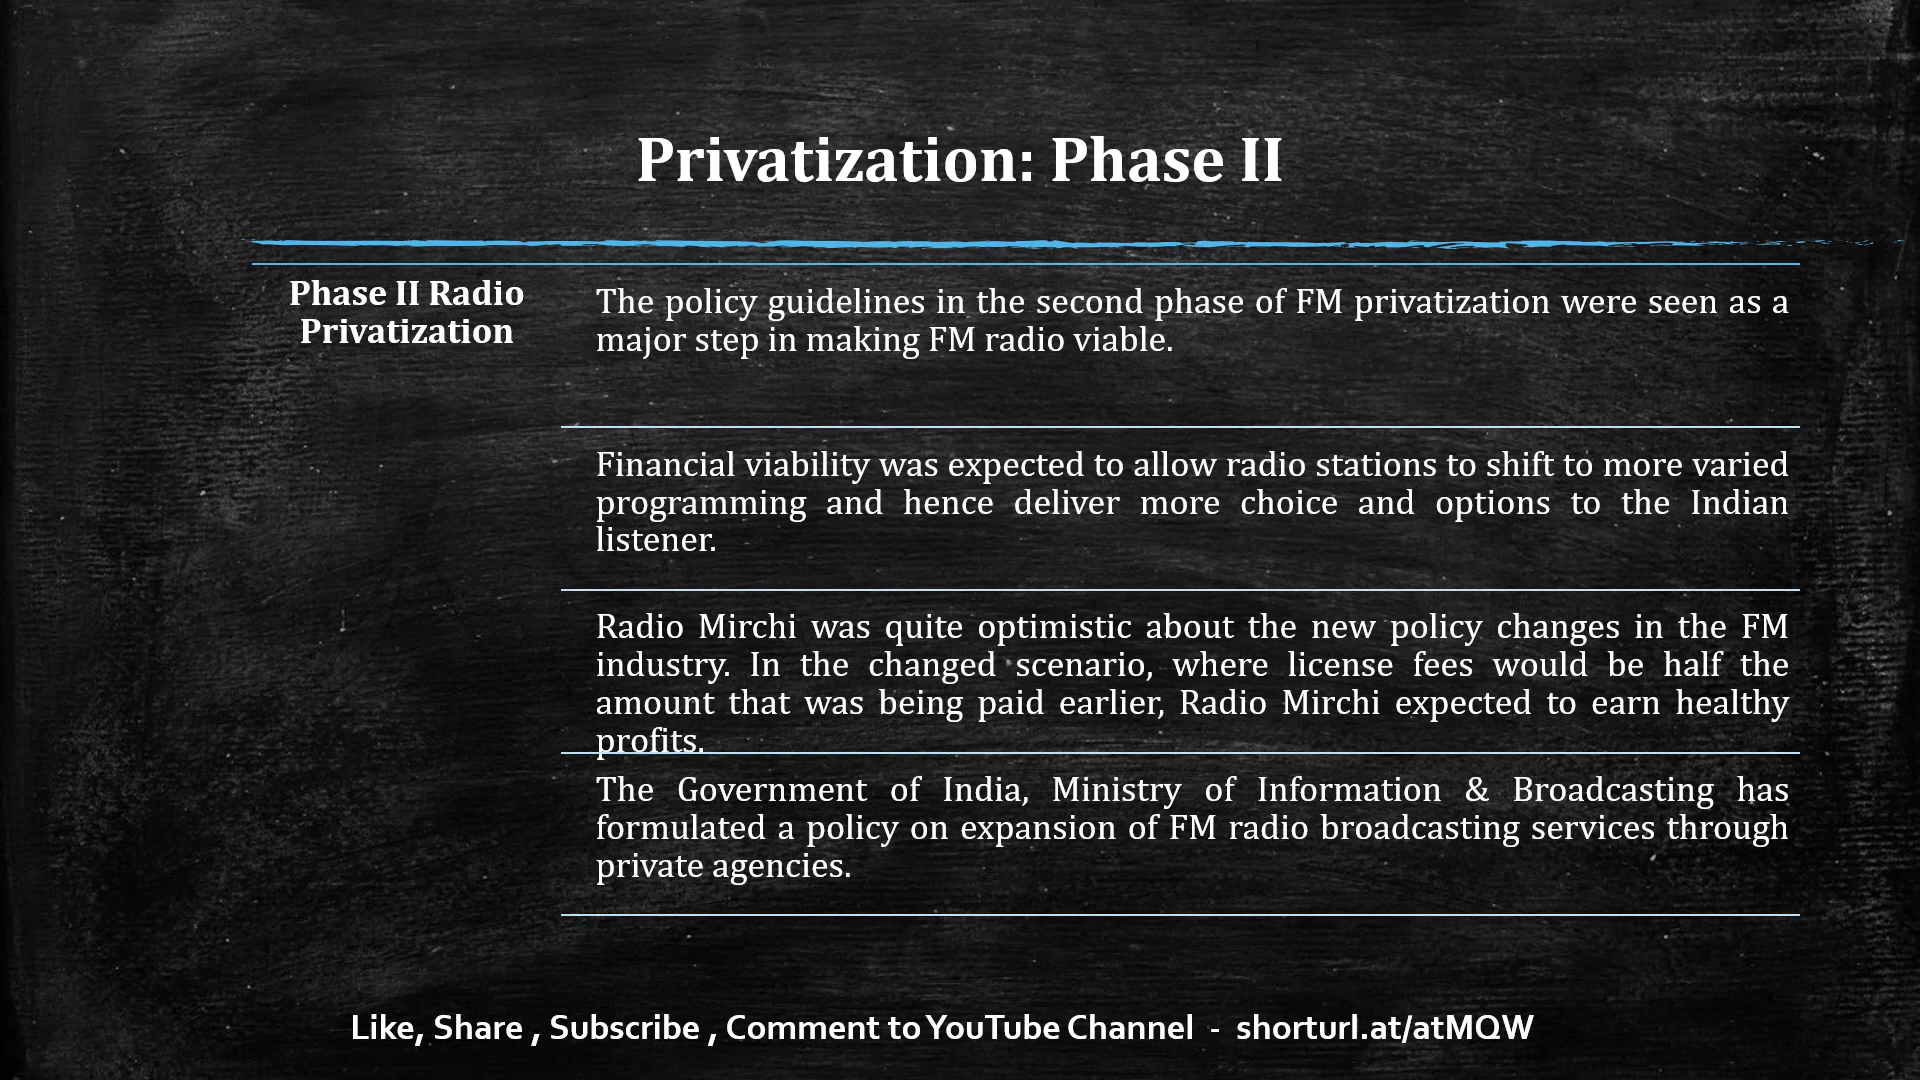 Privatization: Phase II
Phase II Radio
Privatization
The policy guidelines in the second phase of FM privatization were seen as a
major step in making FM radio viable.
Financial viability was expected to allow radio stations to shift to more varied
programming and hence deliver more choice and options to the Indian
listener.
Radio Mirchi was quite optimistic about the new policy changes in the FM
industry. In the changed scenario, where license fees would be half the
amount that was being paid earlier, Radio Mirchi expected to earn healthy
profits.
The Government of India, Ministry of Information & Broadcasting has
formulated a policy on expansion of FM radio broadcasting services through
private agencies.
Like, Share , Subscribe , Comment to YouTube Channel - shorturl.at/atMQW